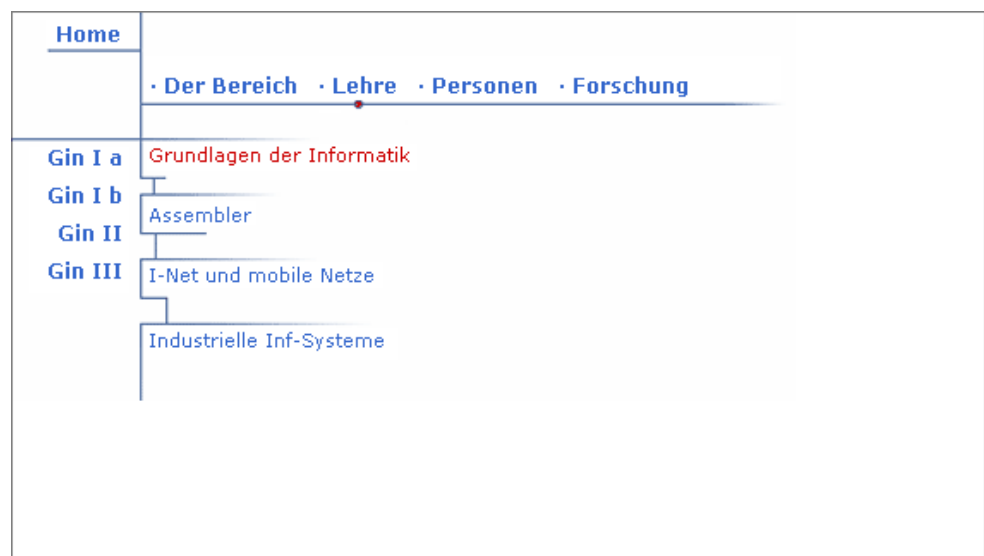 Home
· Der Bereich · Lehre · Personen · Forschung
Gin I a
Grundlagen der Informatik
Gin I b
Assembler
Gin II
Gin III
I-Net und mobile Netze
Industrielle Inf-Systeme